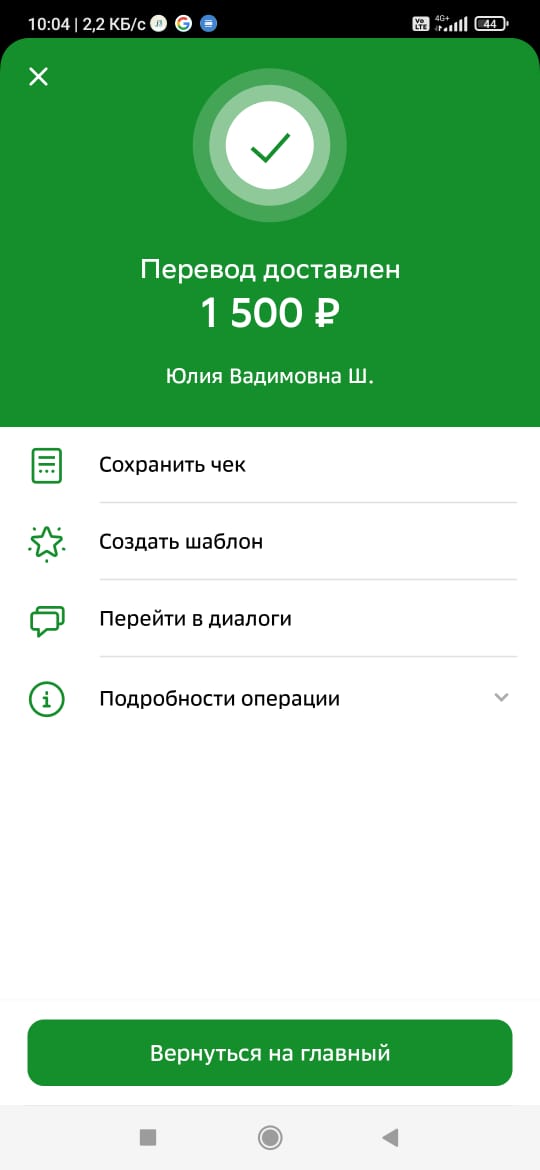 10:04 | 2,2 КБ/с
Vo LTE 4G+ 44
Перевод доставлен
1 500 ₽
Юлия Вадимовна Ш.
Сохранить чек
Создать шаблон
Перейти в диалоги
Подробности операции
Вернуться на главный